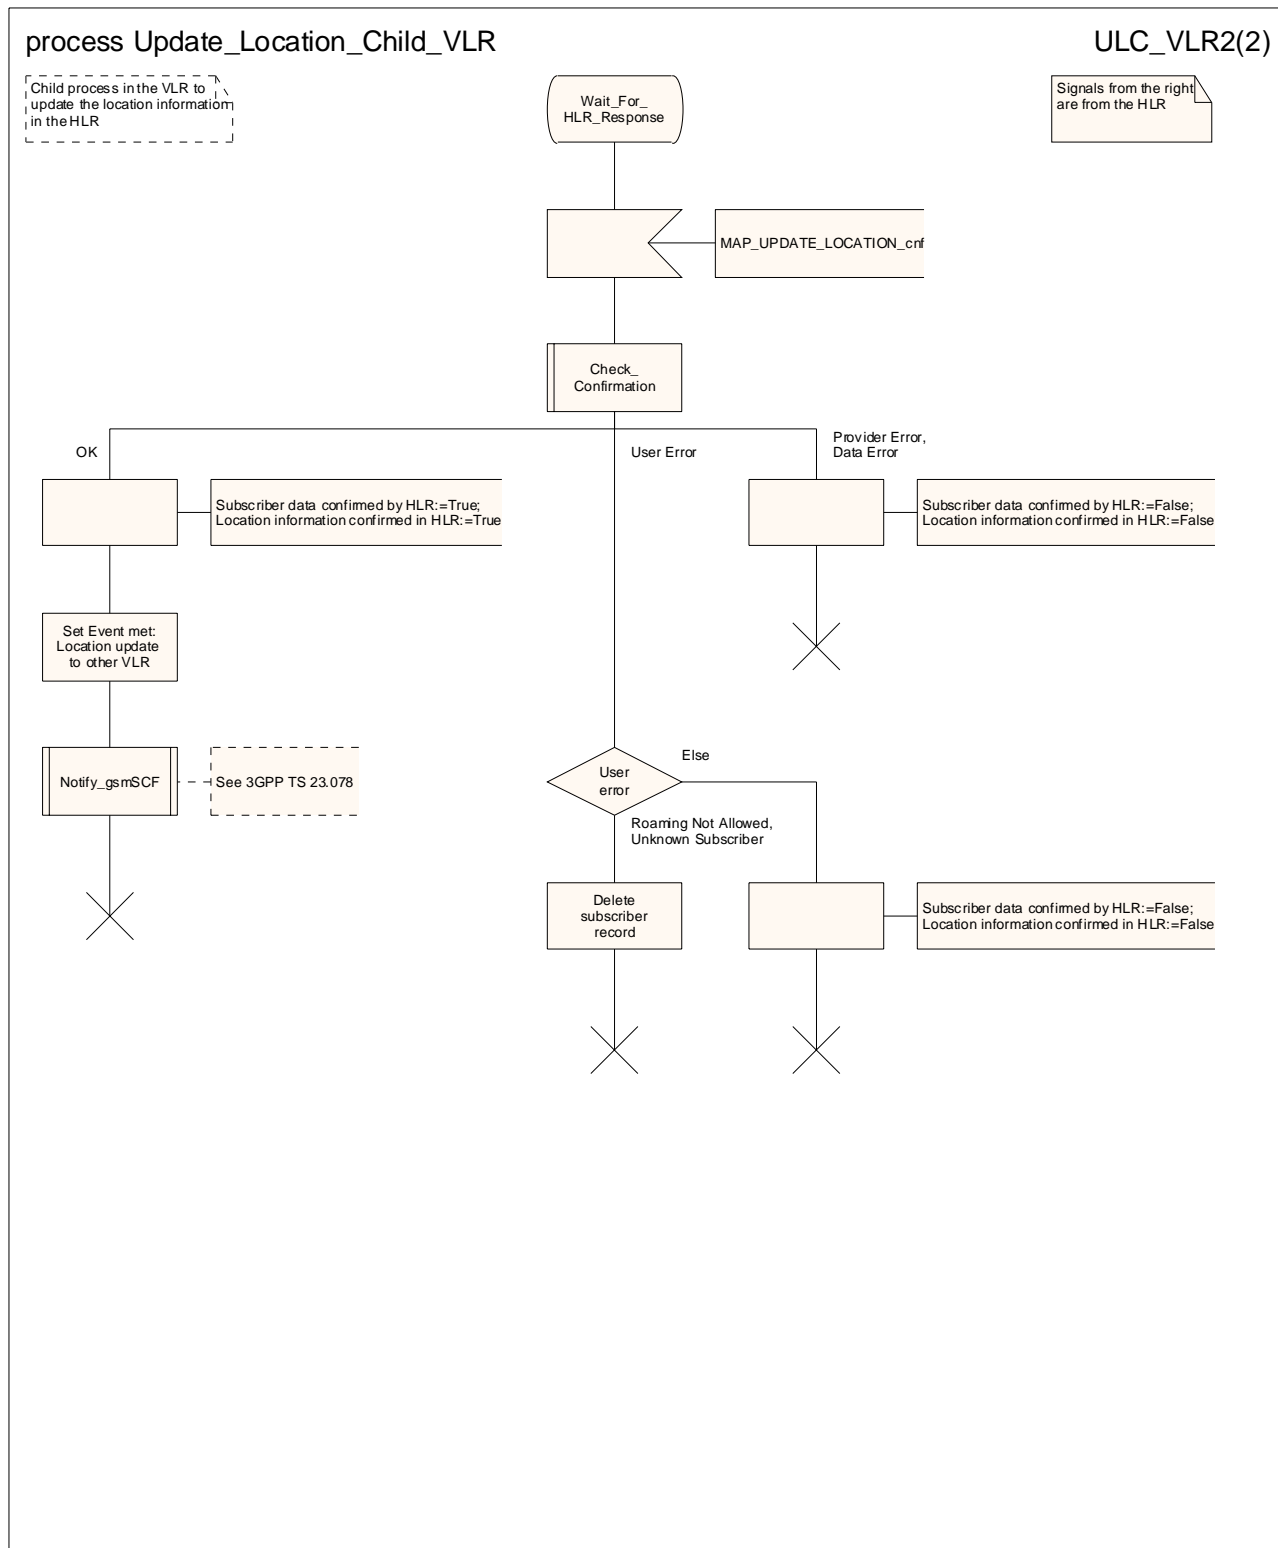 process Update_Location_Child_VLR
ULC_VLR2(2)
Child process in the VLR to
update the location information
in the HLR
Wait_For_
HLR_Response
Signals from the right
are from the HLR
MAP_UPDATE_LOCATION_cnf
Check_
Confirmation
OK
User Error
Provider Error,
Data Error
Subscriber data confirmed by HLR:=True;
Location information confirmed in HLR:=True
Subscriber data confirmed by HLR:=False;
Location information confirmed in HLR:=False
Set Event met:
Location update
to other VLR
Notify_gsmSCF
See 3GPP TS 23.078
User
error
Else
Roaming Not Allowed,
Unknown Subscriber
Delete
subscriber
record
Subscriber data confirmed by HLR:=False;
Location information confirmed in HLR:=False